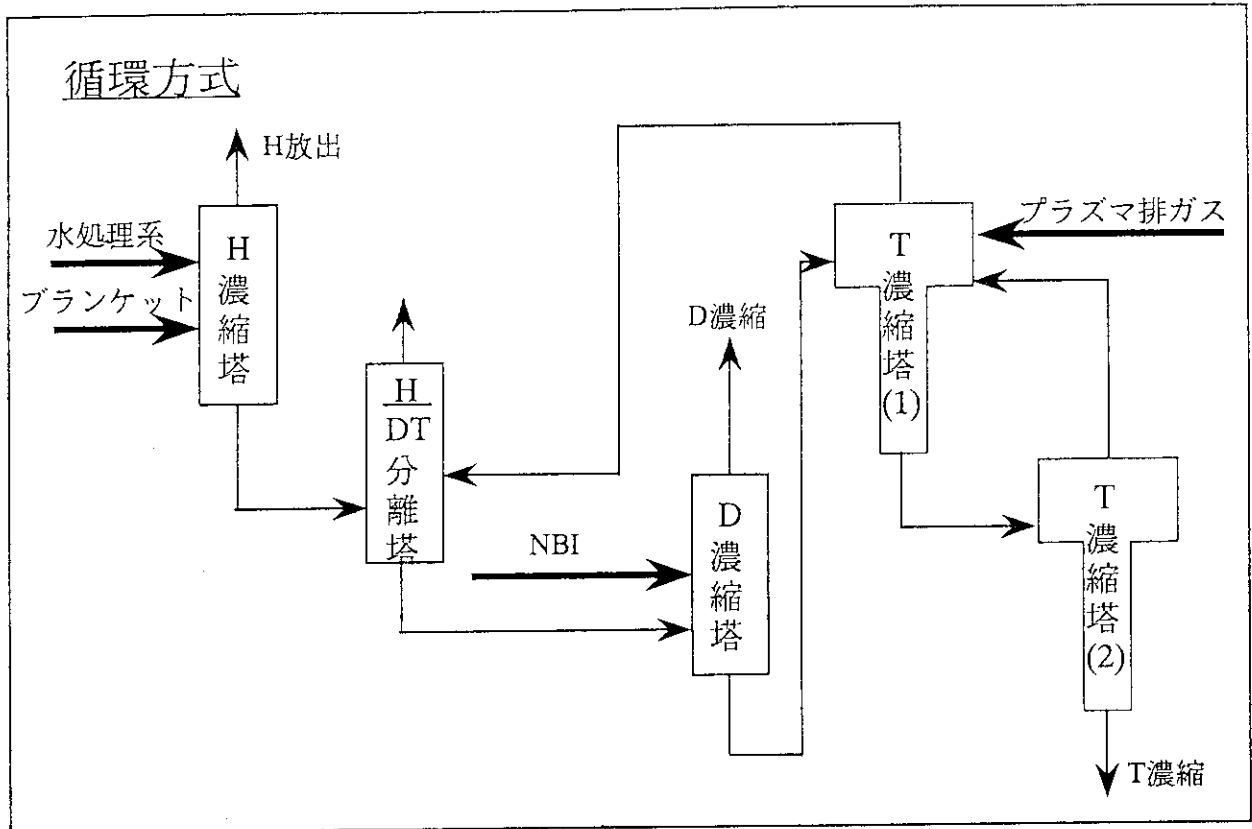 循環方式
H放出
水処理系
ブランケット
H
濃
縮
塔
H
DT
分
離
塔
NBI
D濃縮
D
濃
縮
塔
プラズマ排ガス
T
濃
縮
塔
(1)
T
濃
縮
塔
(2)
T濃縮